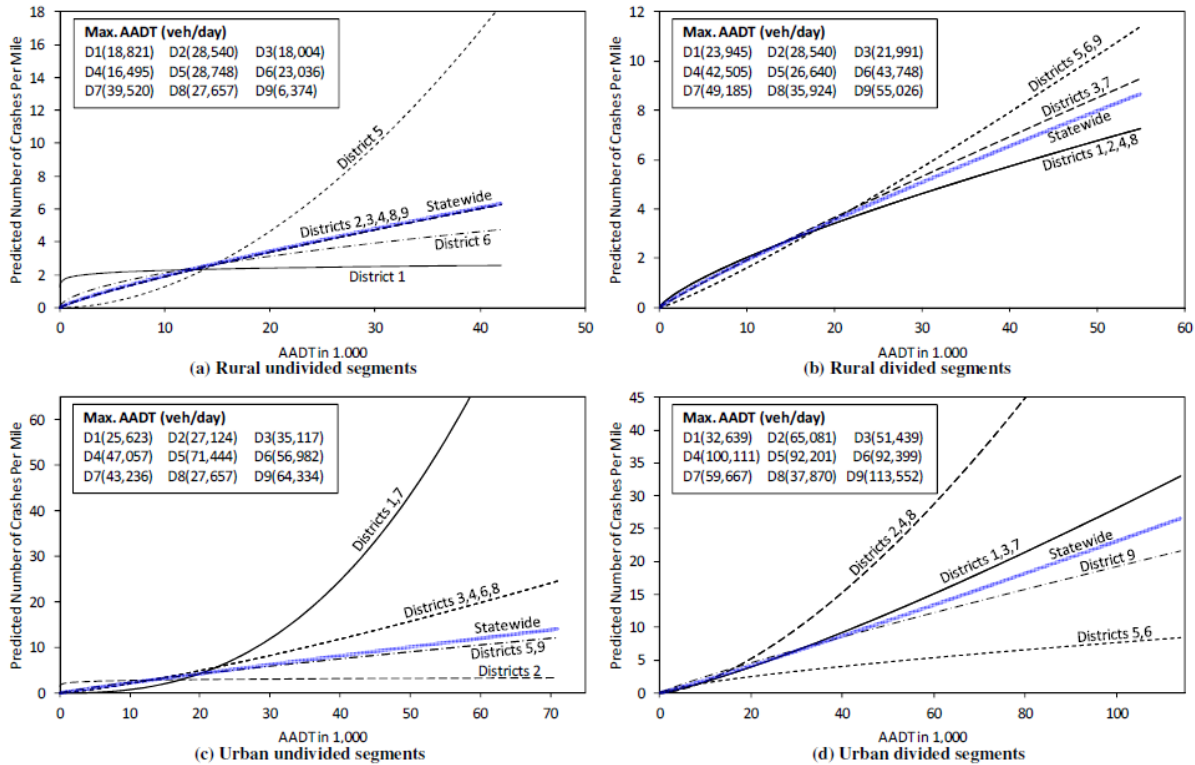 Predicted Number of Crashes Per Mile
18
16
14
12
10
8
6
4
2
0
Max. AADT (veh/day)
D1(18,821) D2(28,540) D3(18,004)
D4(16,495) D5(28,748) D6(23,036)
D7(39,520) D8(27,657) D9(6,374)
District 5
Statewide
Districts 2,3,4,8,9
District 6
District 1
0 10 20 30 40 50
AADT in 1.000
(a) Rural undivided segments
Predicted Number of Crashes Per Mile
12
10
8
6
4
2
0
Max. AADT (veh/day)
D1(23,945) D2(28,540) D3(21,991)
D4(42,505) D5(26,640) D6(43,748)
D7(49,185) D8(35,924) D9(55,026)
Districts 5,6,9
Districts 3,7
Statewide
Districts 1,2,4,8
0 10 20 30 40 50 60
AADT in 1.000
(b) Rural divided segments
Predicted Number of Crashes Per Mile
60
50
40
30
20
10
0
Max. AADT (veh/day)
D1(25,623) D2(27,124) D3(35,117)
D4(47,057) D5(71,444) D6(56,982)
D7(43,236) D8(27,657) D9(64,334)
Districts 1,7
Districts 3,4,6,8
Statewide
Districts 5,9
Districts 2
0 10 20 30 40 50 60 70
AADT in 1,000
(c) Urban undivided segments
Predicted Number of Crashes Per Mile
45
40
35
30
25
20
15
10
5
0
Max. AADT (veh/day)
D1(32,639) D2(65,081) D3(51,439)
D4(100,111) D5(92,201) D6(92,399)
D7(59,667) D8(37,870) D9(113,552)
Districts 2,4,8
Districts 1,3,7
Statewide
District 9
Districts 5,6
0 20 40 60 80 100
AADT in 1,000
(d) Urban divided segments